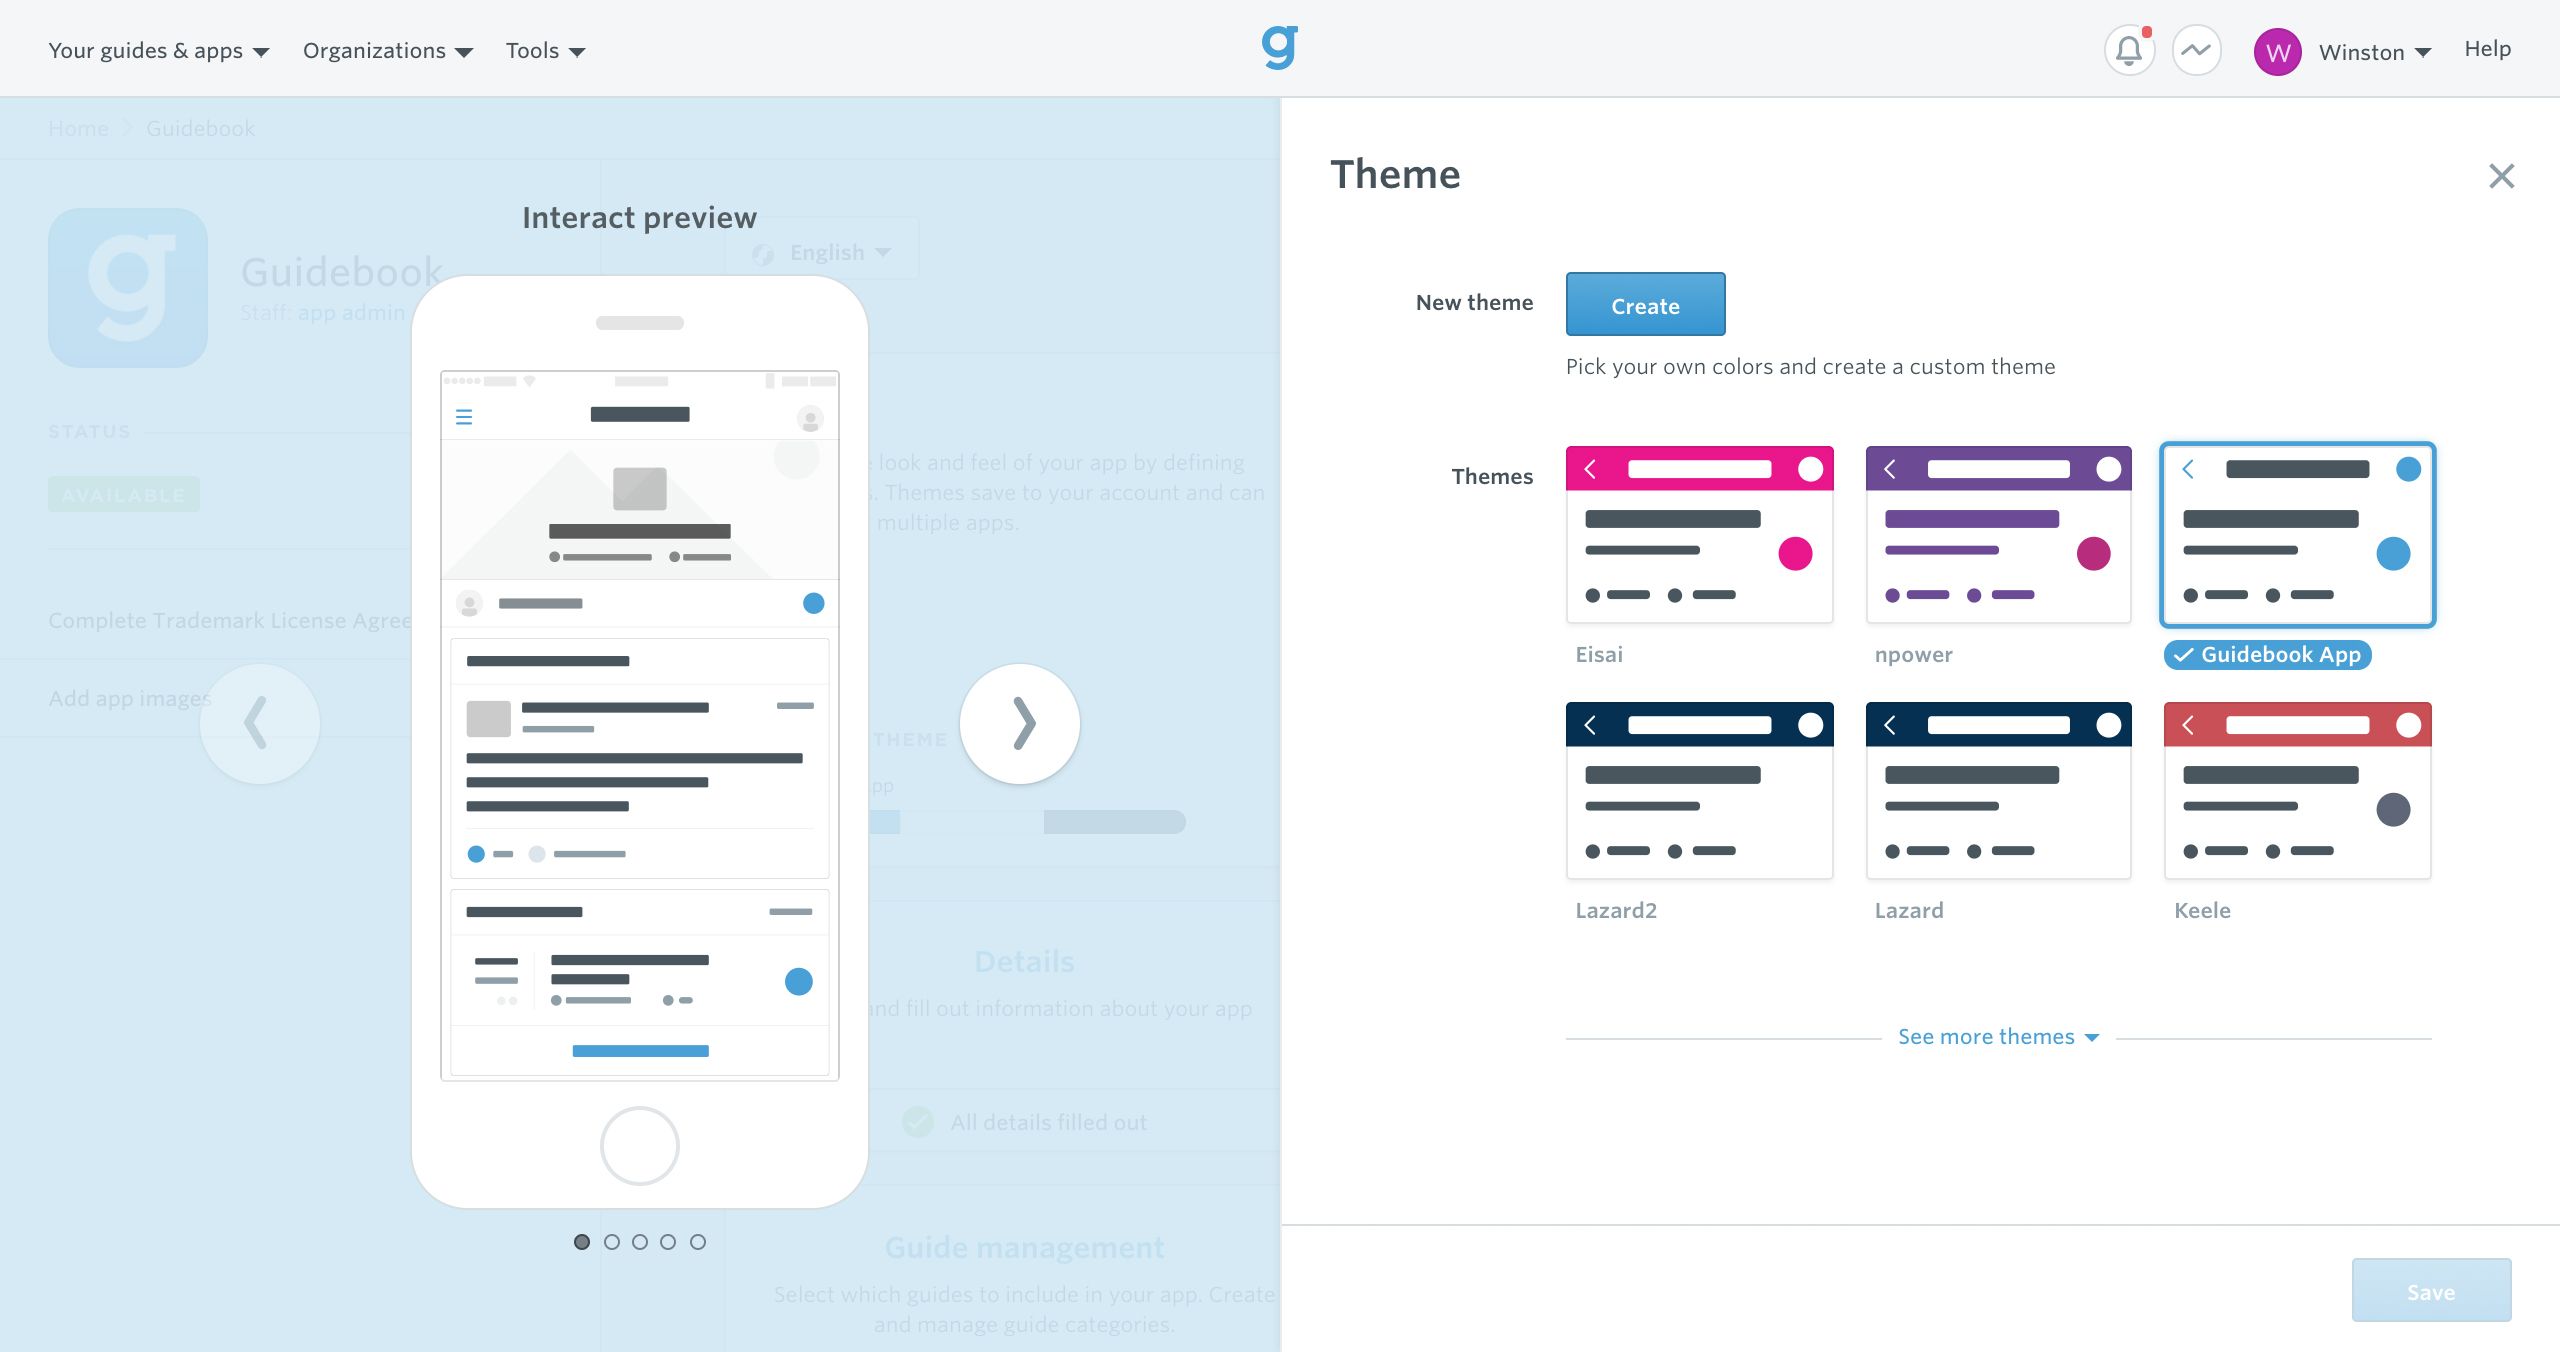 Your guides & apps
Organizations
Tools
g
W
Winston
Help
Home
Guidebook
g
Guidebook
Staff: app admin
Interact preview
English
STATUS
AVAILABLE
look and feel of your app by defining
Themes save to your account and can
multiple apps.
Complete Trademark License
Add app images
THEME
Details
and fill out information about your app
All details filled out
Guide management
Select which guides to include in your app. Create
and manage guide categories.
Theme
New theme
Create
Pick your own colors and create a custom theme
Themes
Eisai
npower
Guidebook App
Lazard2
Lazard
Keele
See more themes
Save